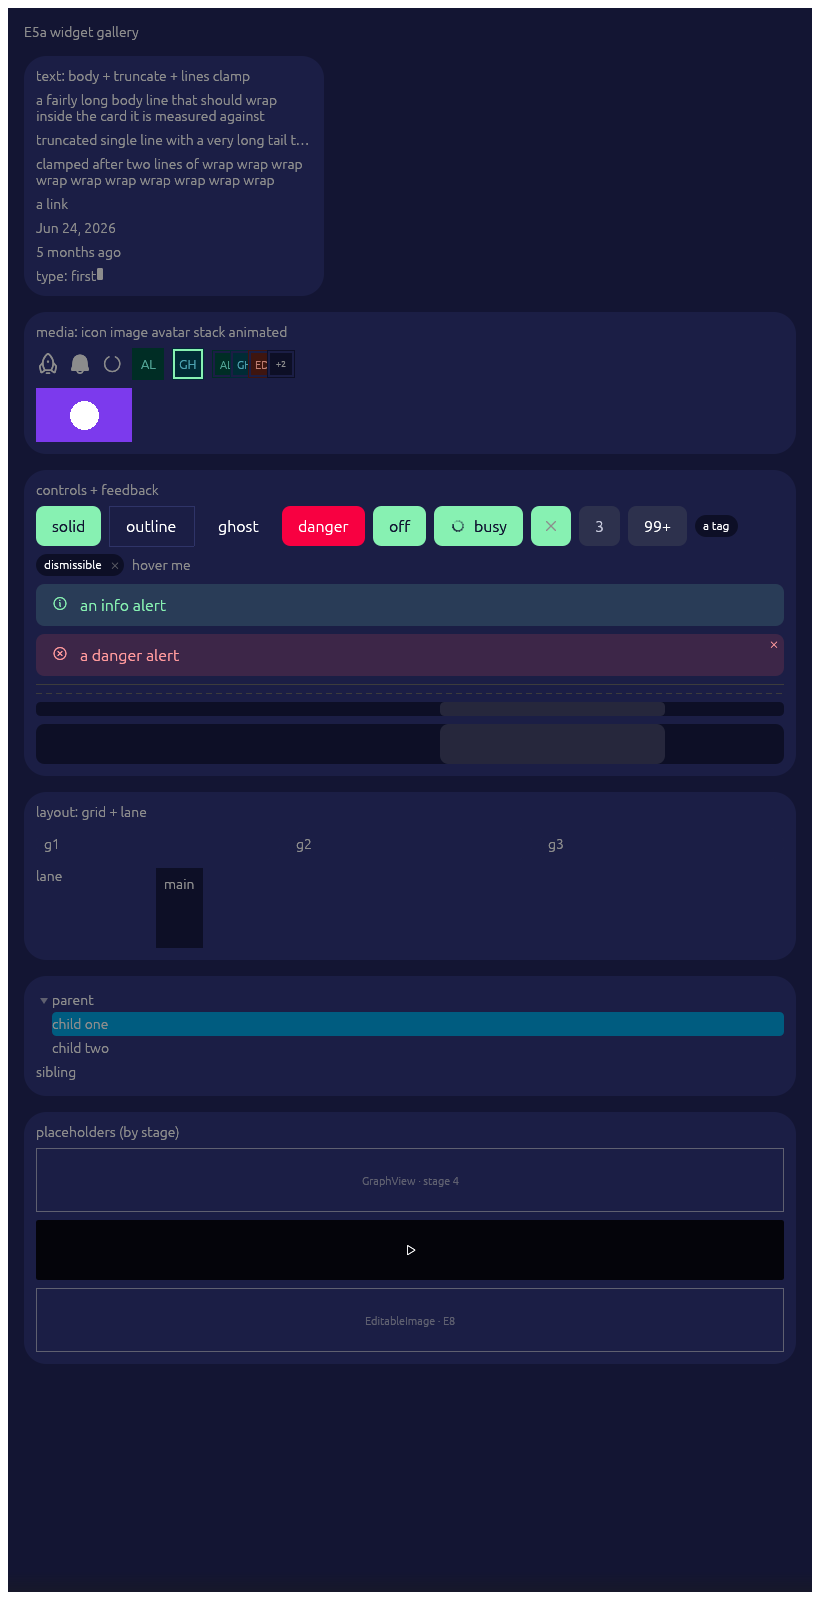 E5a widget gallery
text: body + truncate + lines clamp
a fairly long body line that should wrap
inside the card it is measured against
truncated single line with a very long tail t…
clamped after two lines of wrap wrap wrap
wrap wrap wrap wrap wrap wrap wrap
a link
Jun 24, 2026
5 months ago
type: first
media: icon image avatar stack animated
AL GH AL GH ED +2
controls + feedback
solid outline ghost danger off busy 3 99+ a tag
dismissible hover me
an info alert
a danger alert
layout: grid + lane
g1 g2 g3
lane main
parent
child one
child two
sibling
placeholders (by stage)
GraphView · stage 4
EditableImage · E8